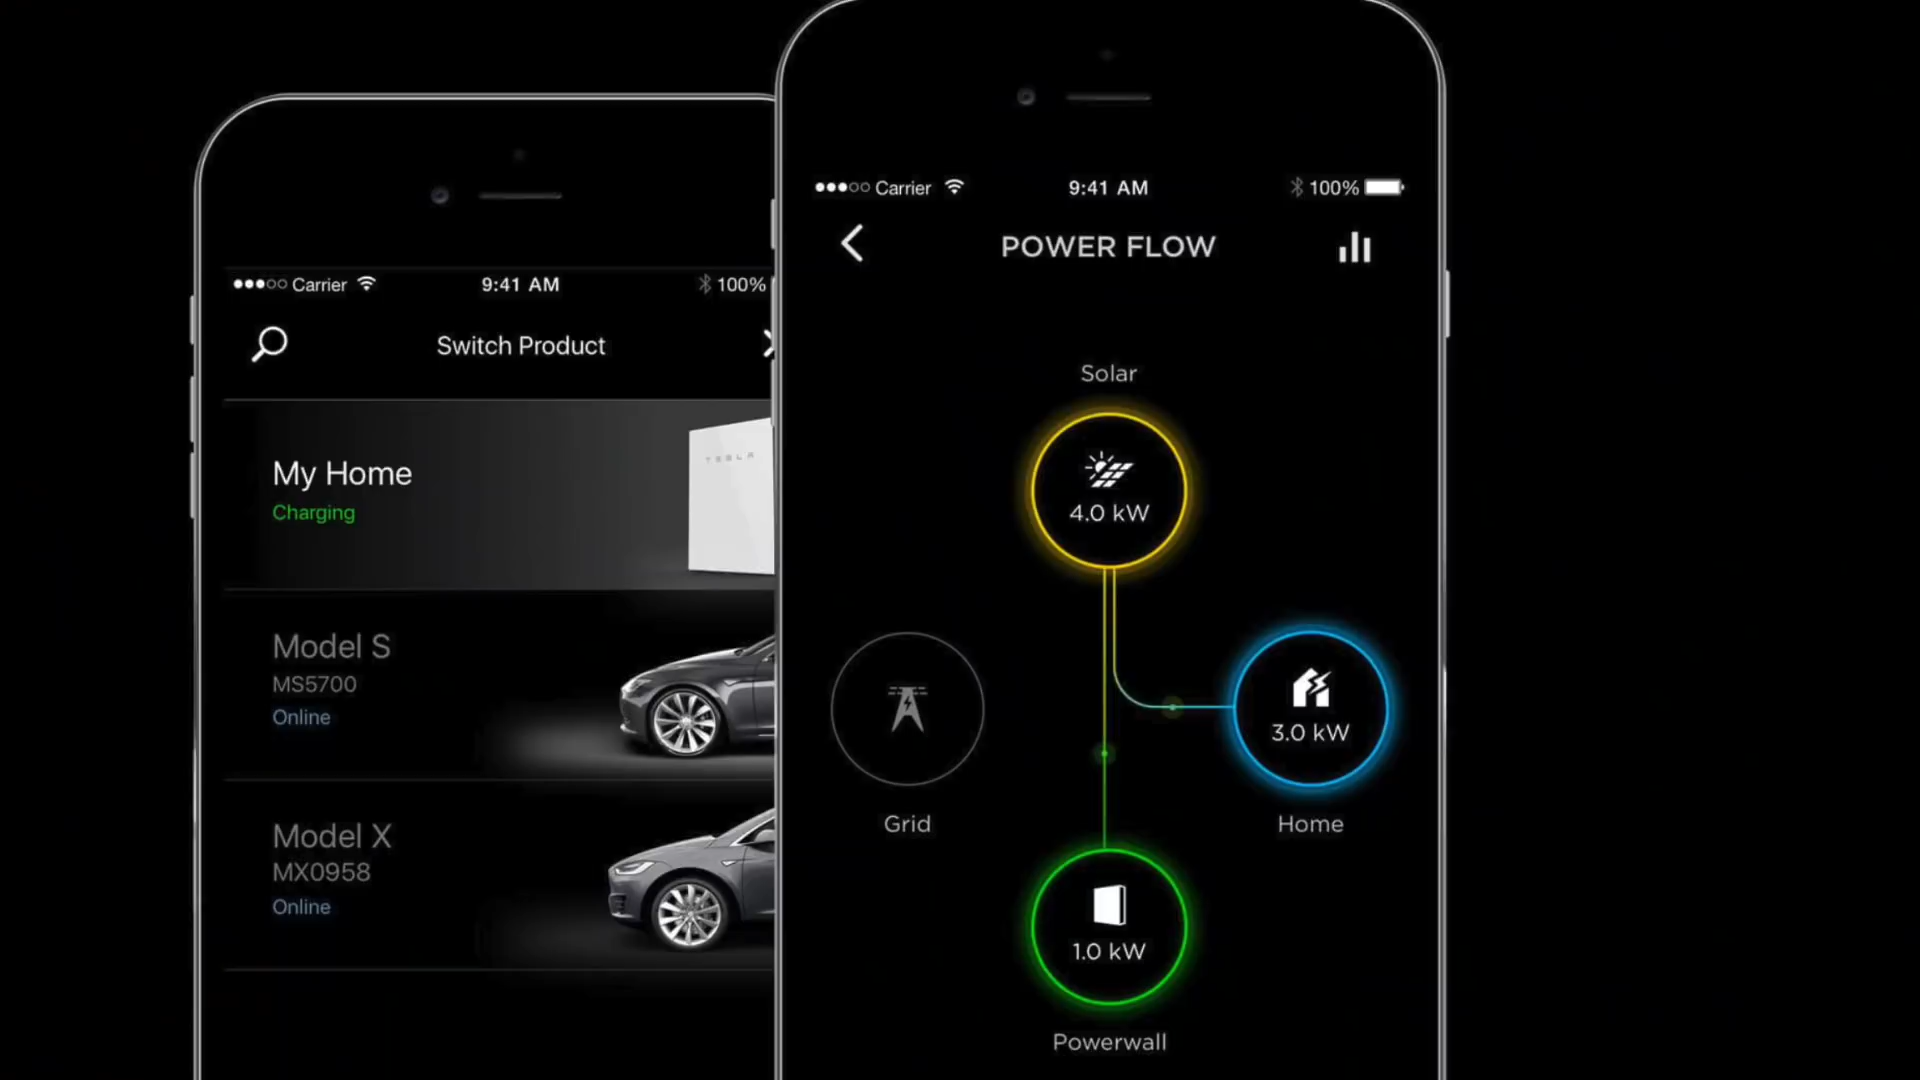 Carrier 9:41 AM 100%
Switch Product
My Home
Charging
TESLA
Model S
MS5700
Online
Model X
MX0958
Online
Carrier 9:41 AM 100%
POWER FLOW
Solar
4.0 kW
3.0 kW
Grid
Home
1.0 kW
Powerwall